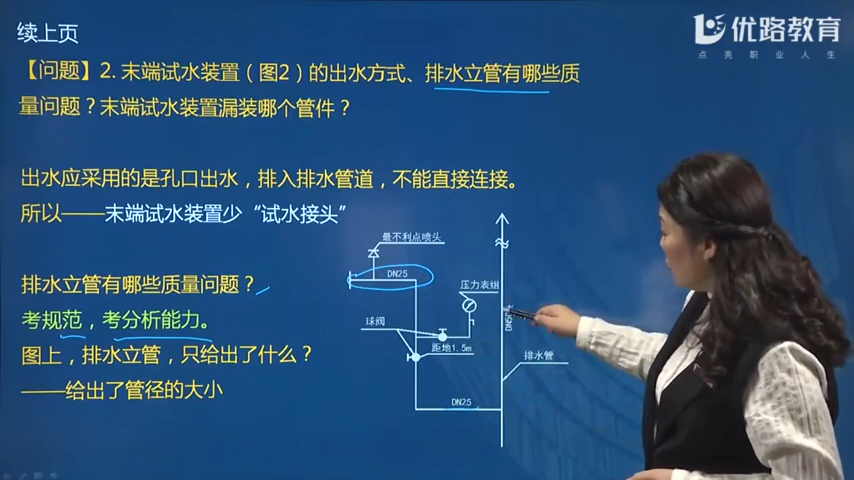 续上页
优路教育
点亮职业人生
【问题】2. 末端试水装置（图2）的出水方式、排水立管有哪些质
量问题？末端试水装置漏装哪个管件？
出水应采用的是孔口出水，排入排水管道，不能直接连接。
所以——末端试水装置少“试水接头”
最不利点喷头
DN25
压力表组
球阀
DN50
距地1.5m
排水管
DN25
排水立管有哪些质量问题？
考规范，考分析能力。
图上，排水立管，只给出了什么？
——给出了管径的大小